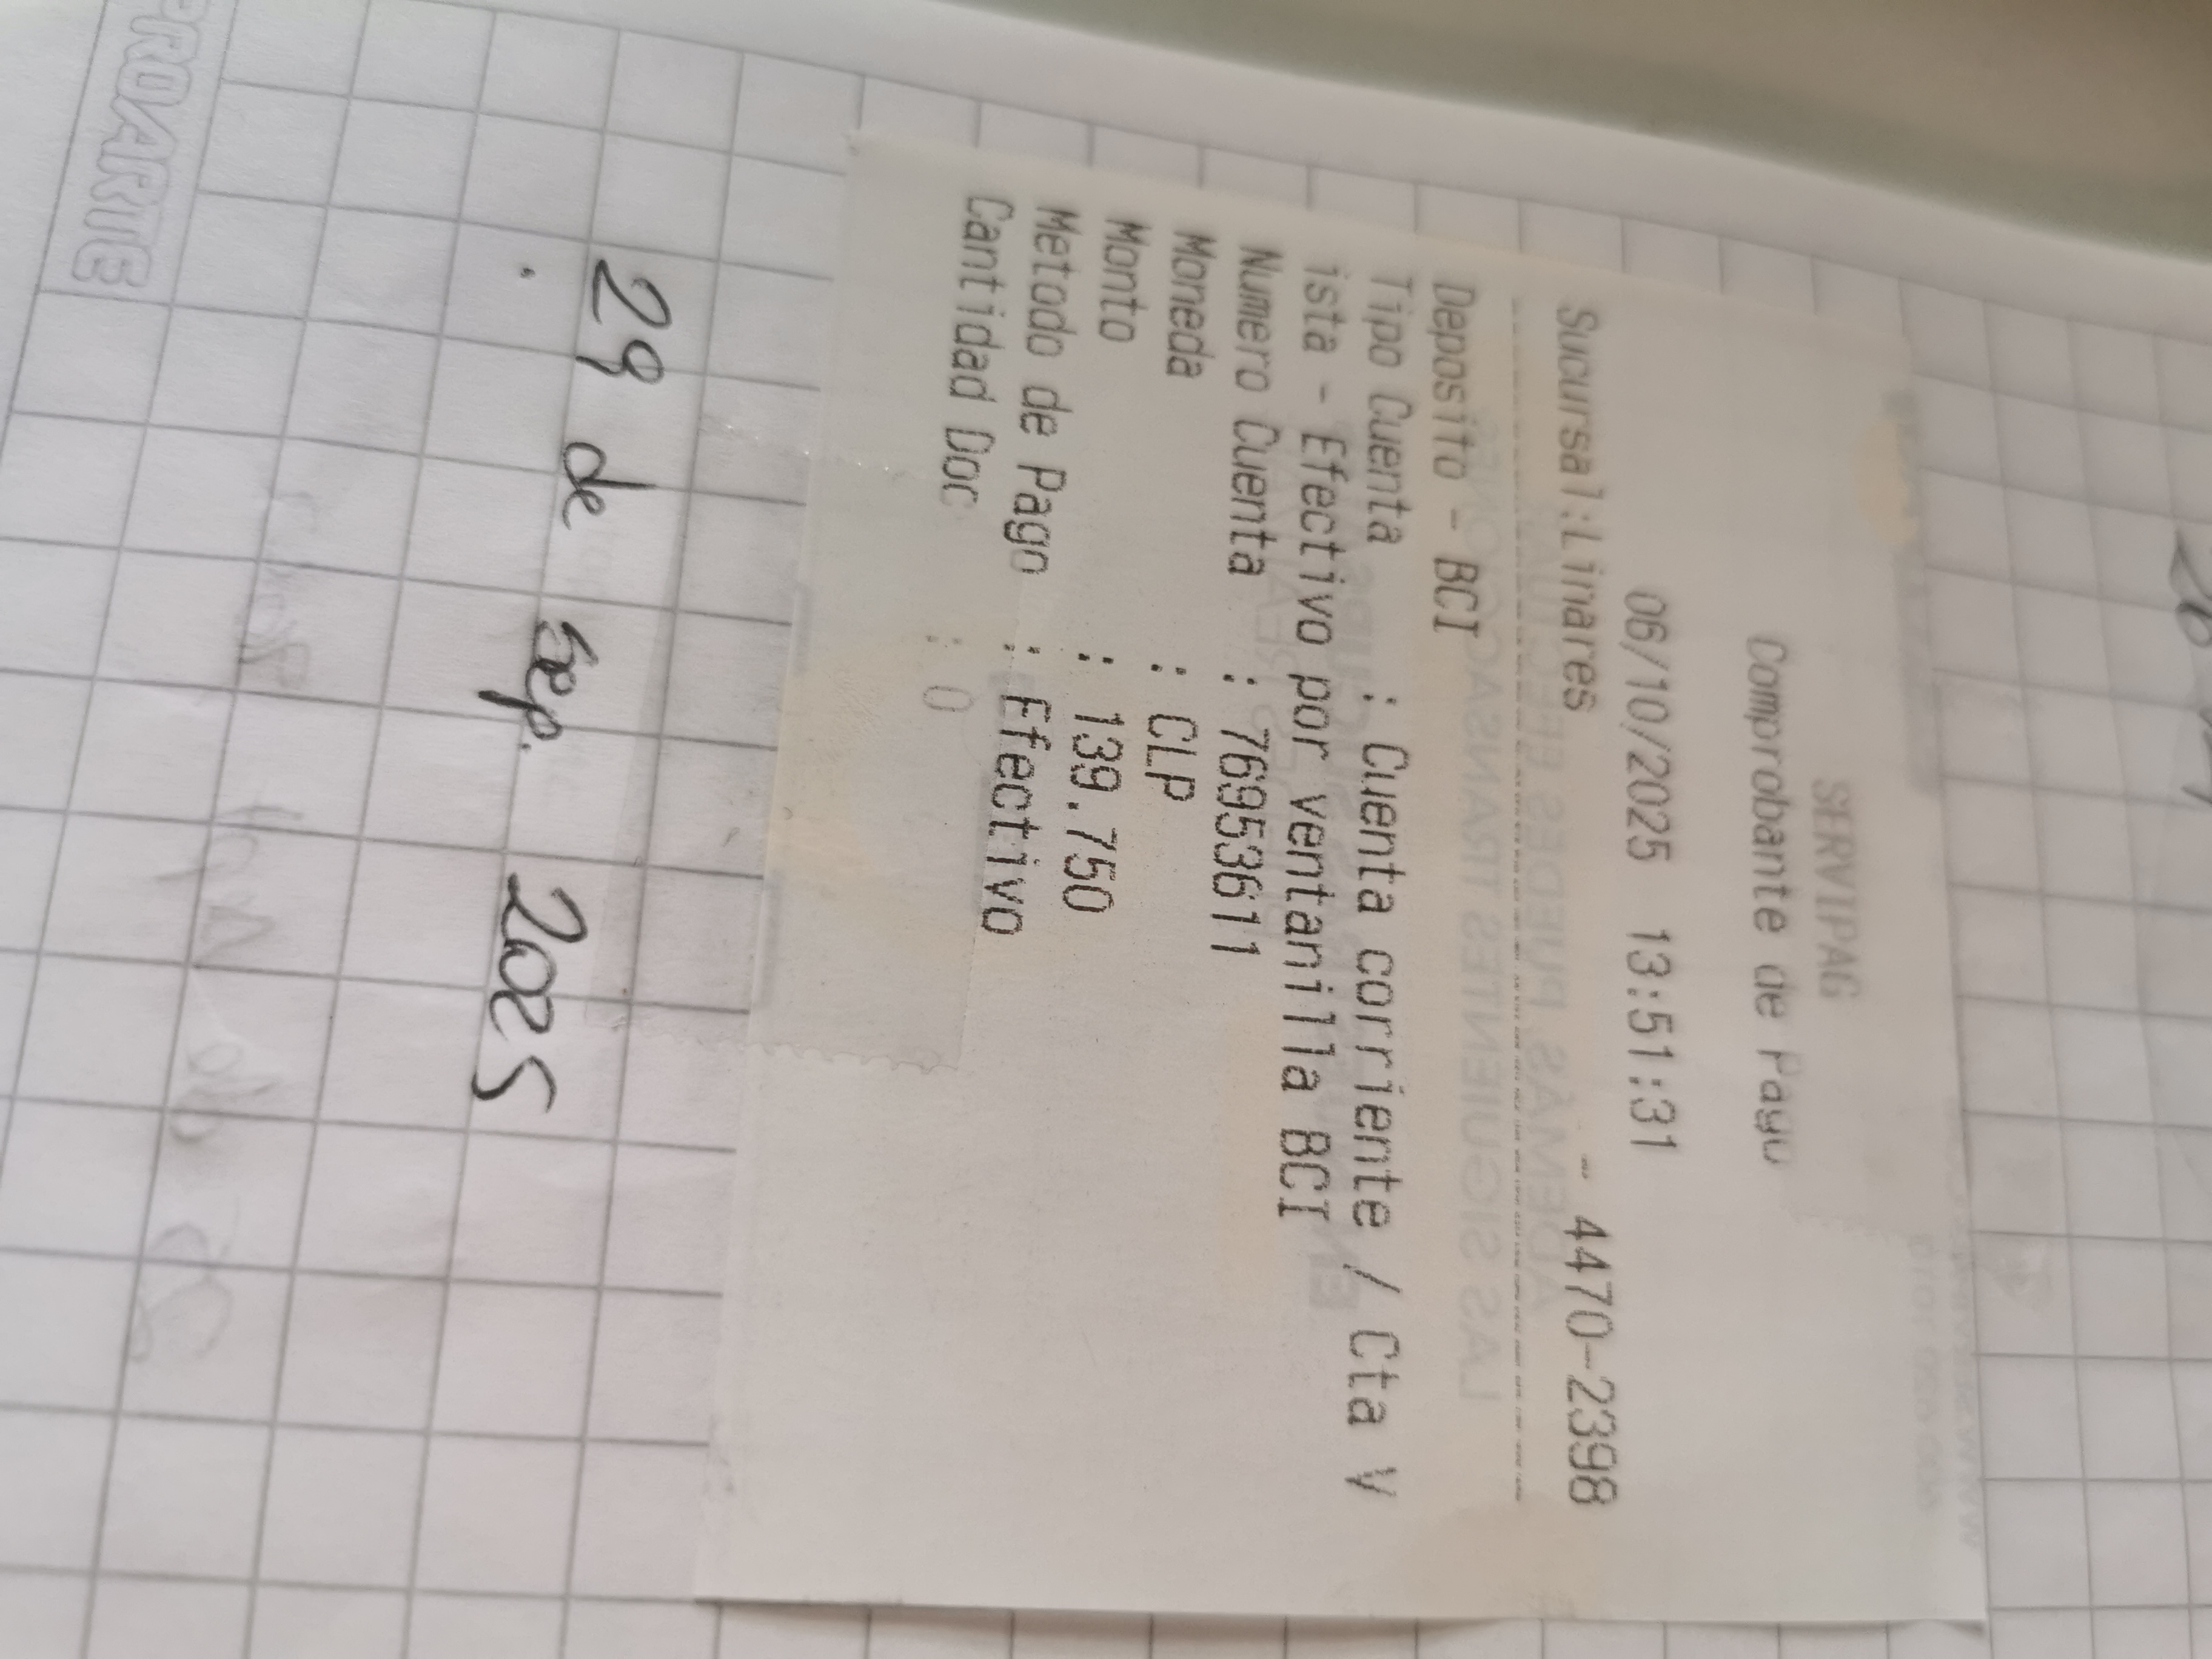 SERVIPAG
Comprobante de Pago
06/10/2025 13:51:31
Sucursal:Linares - 4470-2398
Deposito - BCI
Tipo Cuenta : Cuenta corriente / Cta V
ista - Efectivo por ventanilla BCI
Numero Cuenta : 76953611
Moneda : CLP
Monto : 139.750
Metodo de Pago : Efectivo
Cantidad Doc : 0
29 de sep. 2025
PROARTE